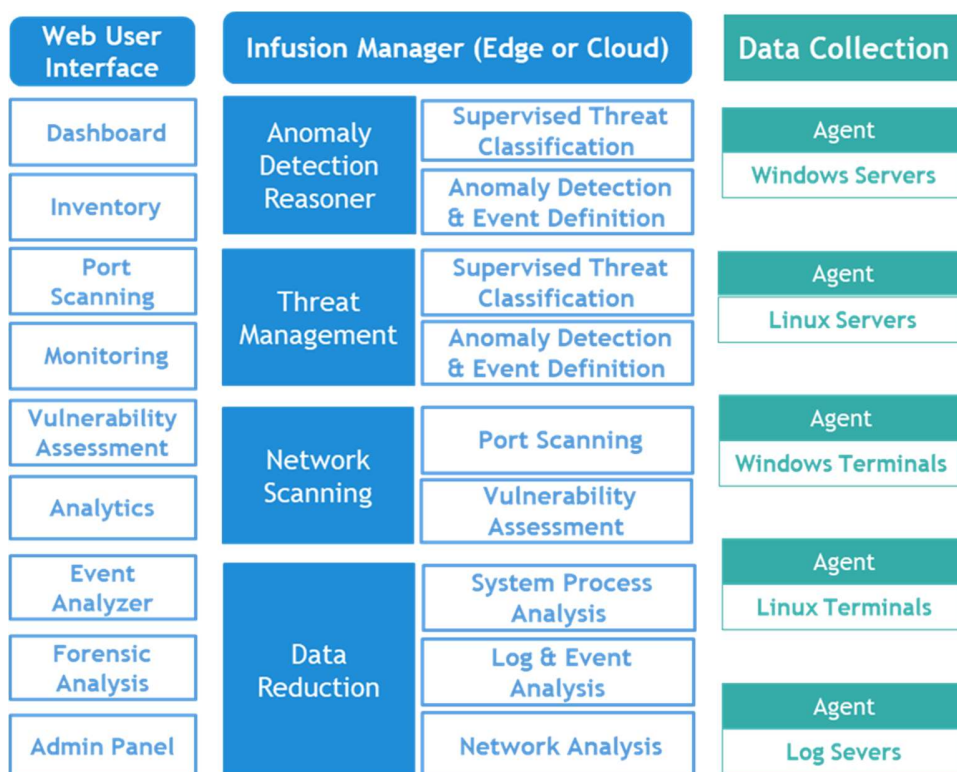 Web User
Interface
Dashboard
Inventory
Port
Scanning
Monitoring
Vulnerability
Assessment
Analytics
Event
Analyzer
Forensic
Analysis
Admin Panel
Infusion Manager (Edge or Cloud)
Anomaly
Detection
Reasoner
Supervised Threat
Classification
Anomaly Detection
& Event Definition
Threat
Management
Supervised Threat
Classification
Anomaly Detection
& Event Definition
Network
Scanning
Port Scanning
Vulnerability
Assessment
Data
Reduction
System Process
Analysis
Log & Event
Analysis
Network Analysis
Data Collection
Agent
Windows Servers
Agent
Linux Servers
Agent
Windows Terminals
Agent
Linux Terminals
Agent
Log Severs